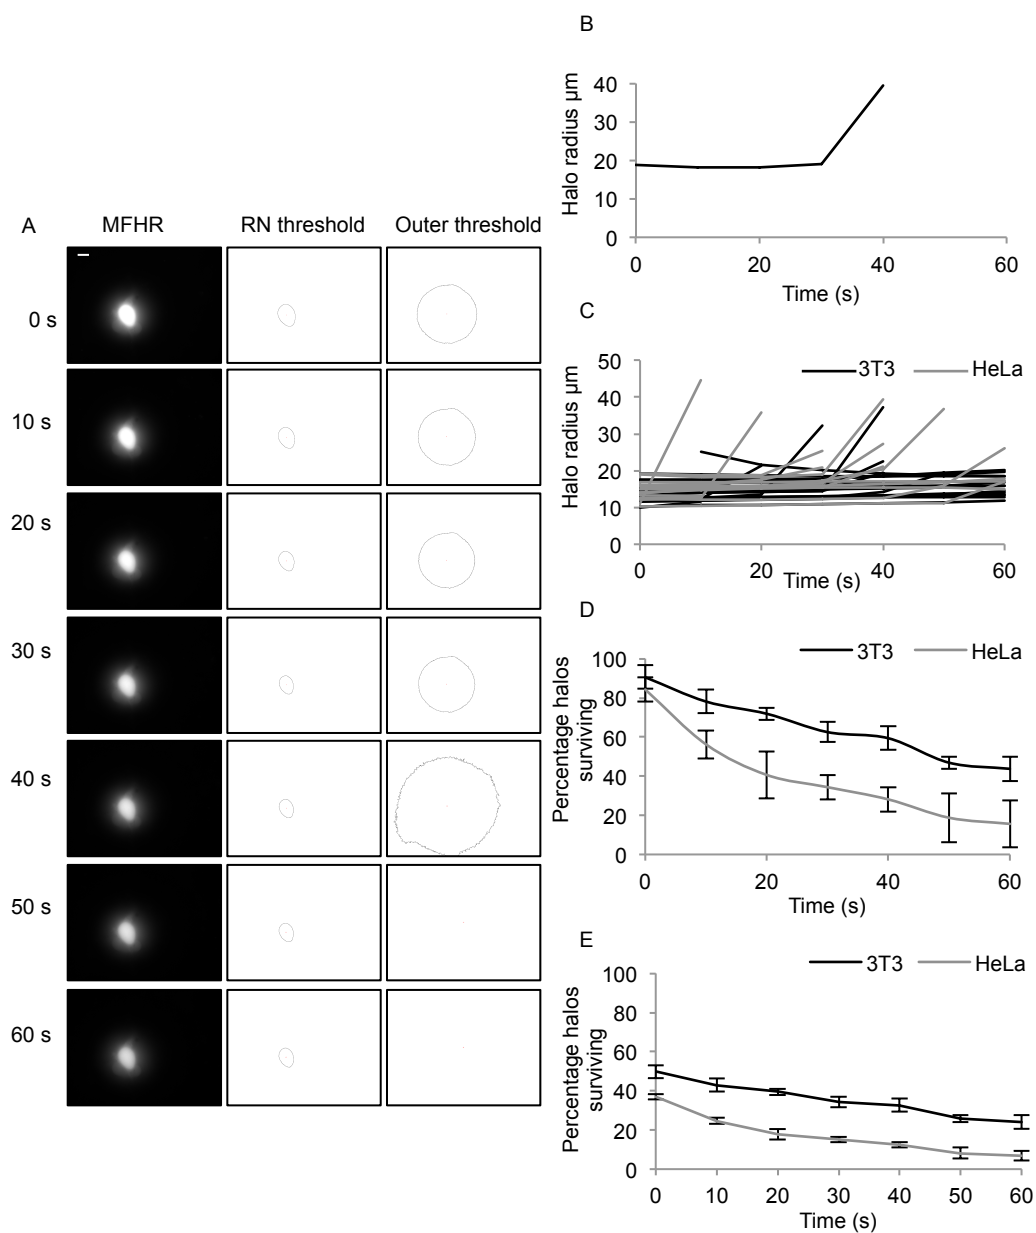 A
MFHR
RN threshold
Outer threshold
0 s
10 s
20 s
30 s
40 s
50 s
60 s
B
Halo radius µm
40
30
20
10
0
0
20
40
60
Time (s)
C
3T3
HeLa
Halo radius µm
50
40
30
20
10
0
0
20
40
60
Time (s)
D
3T3
HeLa
Percentage halos
surviving
100
80
60
40
20
0
0
20
40
60
Time (s)
E
3T3
HeLa
Percentage halos
surviving
100
80
60
40
20
0
0
10
20
30
40
50
60
Time (s)